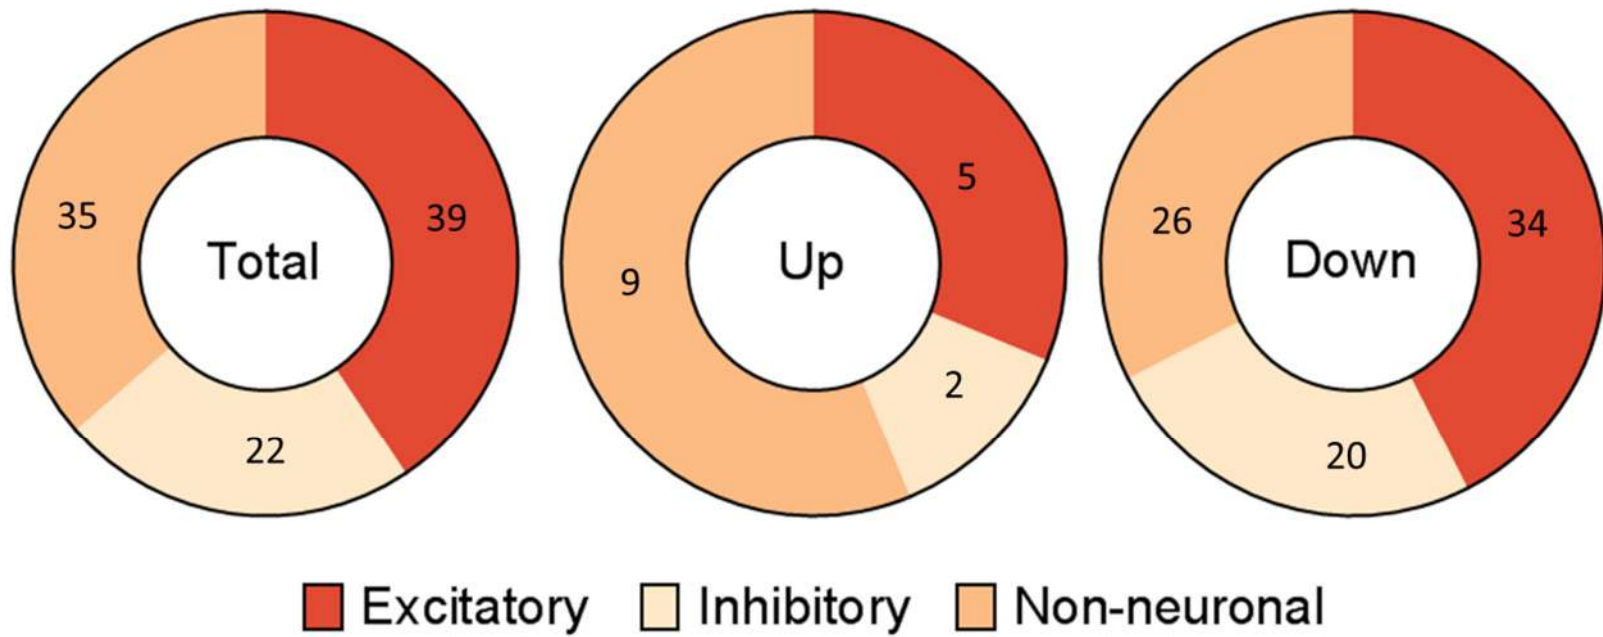 35
39
Total
22
5
Up
9
2
26
34
Down
20
Excitatory
Inhibitory
Non-neuronal